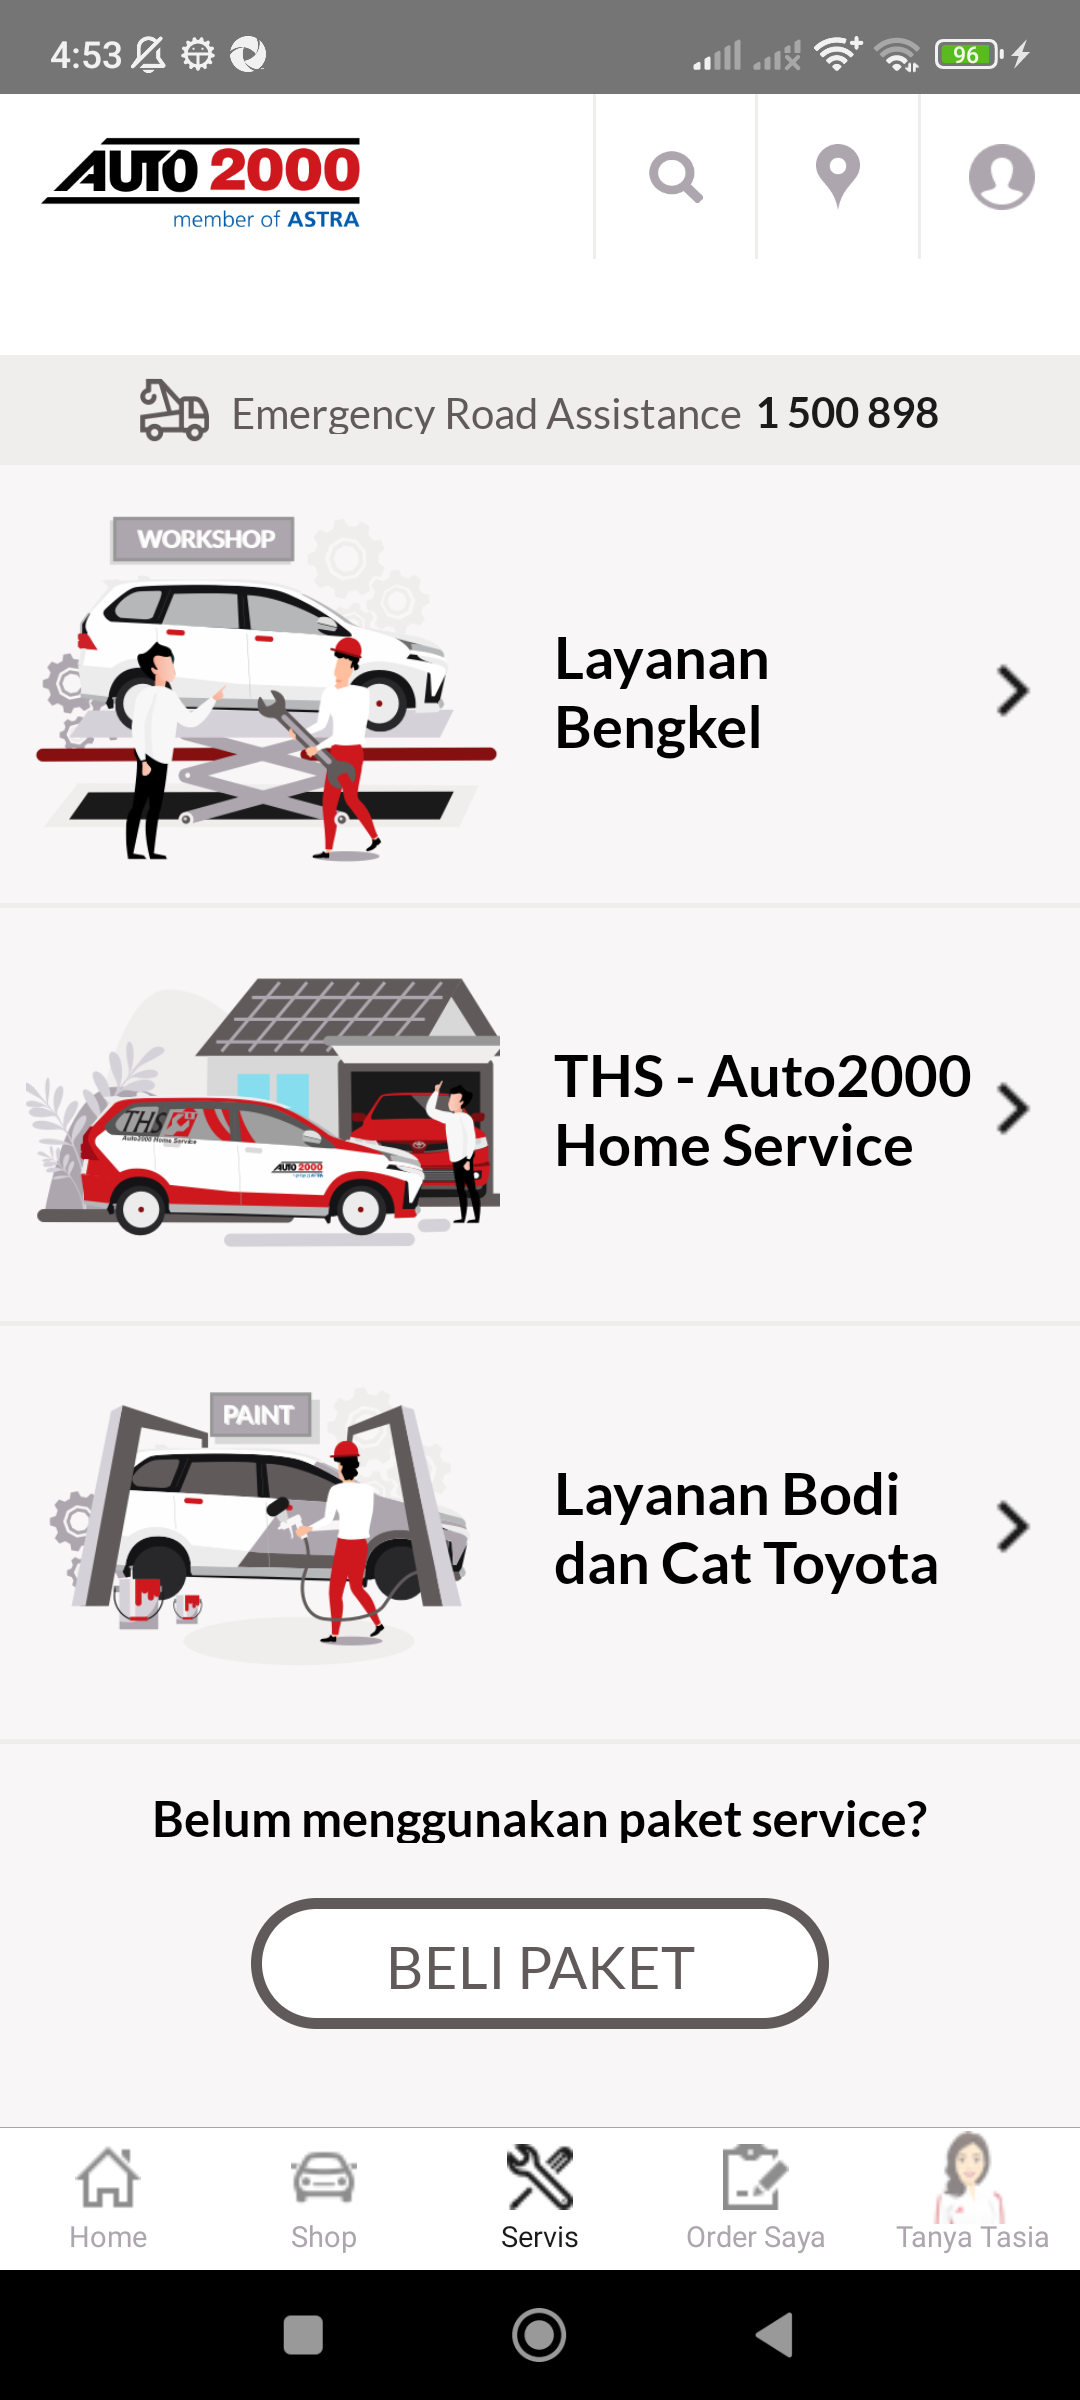 4:53
96
AUTO 2000
member of ASTRA
Emergency Road Assistance 1 500 898
WORKSHOP
Layanan
Bengkel
THS
Auto2000 Home Service
AUTO 2000
THS - Auto2000
Home Service
PAINT
Layanan Bodi
dan Cat Toyota
Belum menggunakan paket service?
BELI PAKET
Home
Shop
Servis
Order Saya
Tanya Tasia